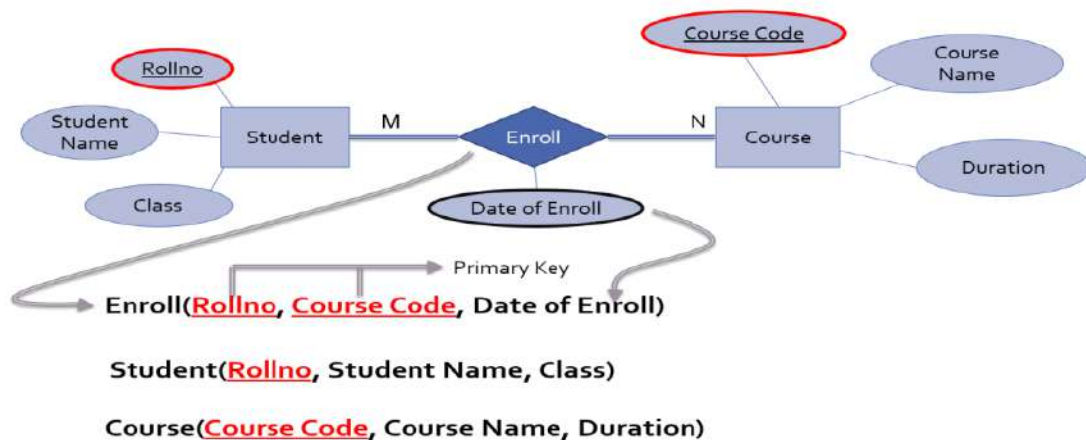 Course Code
Rollno
Course
Name
Student
Name
Student
M
Enroll
N
Course
Class
Date of Enroll
Duration
Primary Key
Enroll(Rollno, Course Code, Date of Enroll)
Student(Rollno, Student Name, Class)
Course(Course Code, Course Name, Duration)